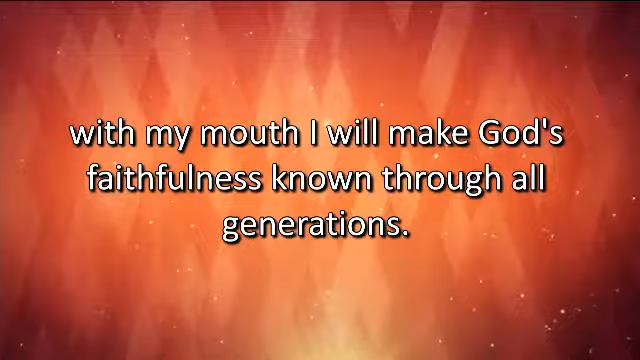 with my mouth I will make God's
faithfulness known through all
generations.